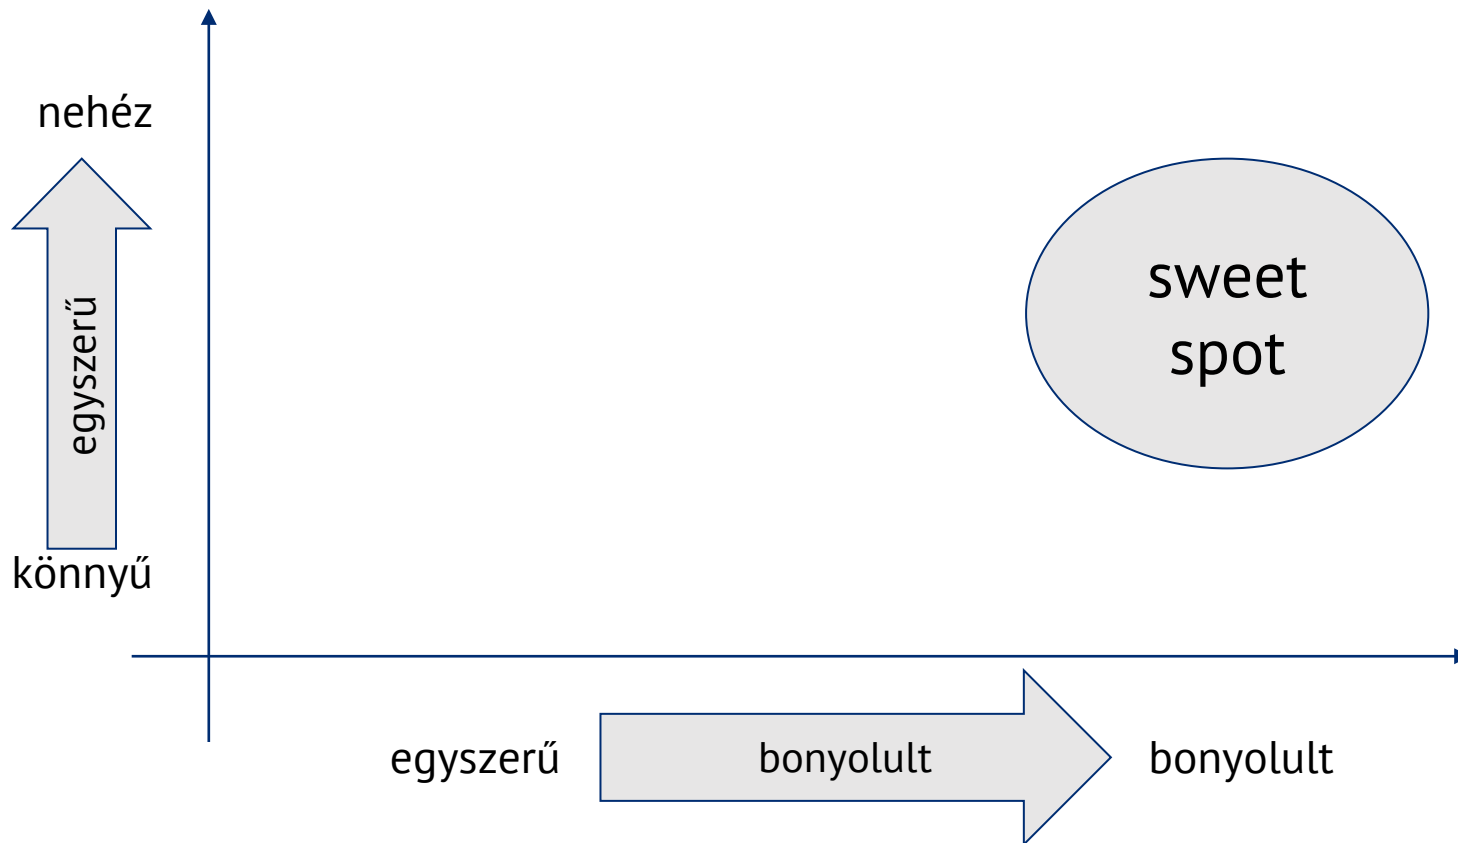 nehéz
egyszerű
könnyű
sweet
spot
egyszerű
bonyolult
bonyolult